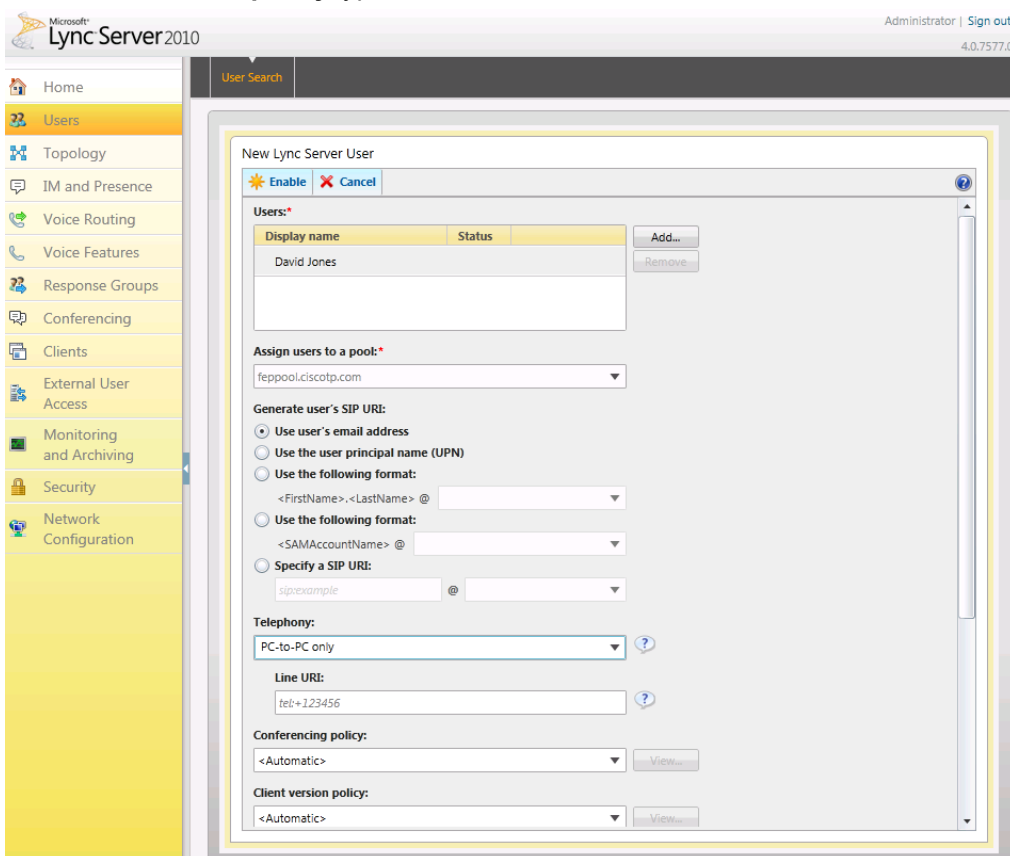 Microsoft®
Lync Server 2010
Administrator | Sign out
4.0.7577.0
Home
Users
Topology
IM and Presence
Voice Routing
Voice Features
Response Groups
Conferencing
Clients
External User
Access
Monitoring
and Archiving
Security
Network
Configuration
User Search
New Lync Server User
Enable Cancel
Users:*
Display name Status
Add...
David Jones
Remove
Assign users to a pool:*
feppool.ciscotp.com
Generate user's SIP URI:
Use user's email address
Use the user principal name (UPN)
Use the following format:
<FirstName>.<LastName> @
Use the following format:
<SAMAccountName> @
Specify a SIP URI:
sip:example @
Telephony:
PC-to-PC only
Line URI:
tel:+123456
Conferencing policy:
<Automatic> View...
Client version policy:
<Automatic> View...